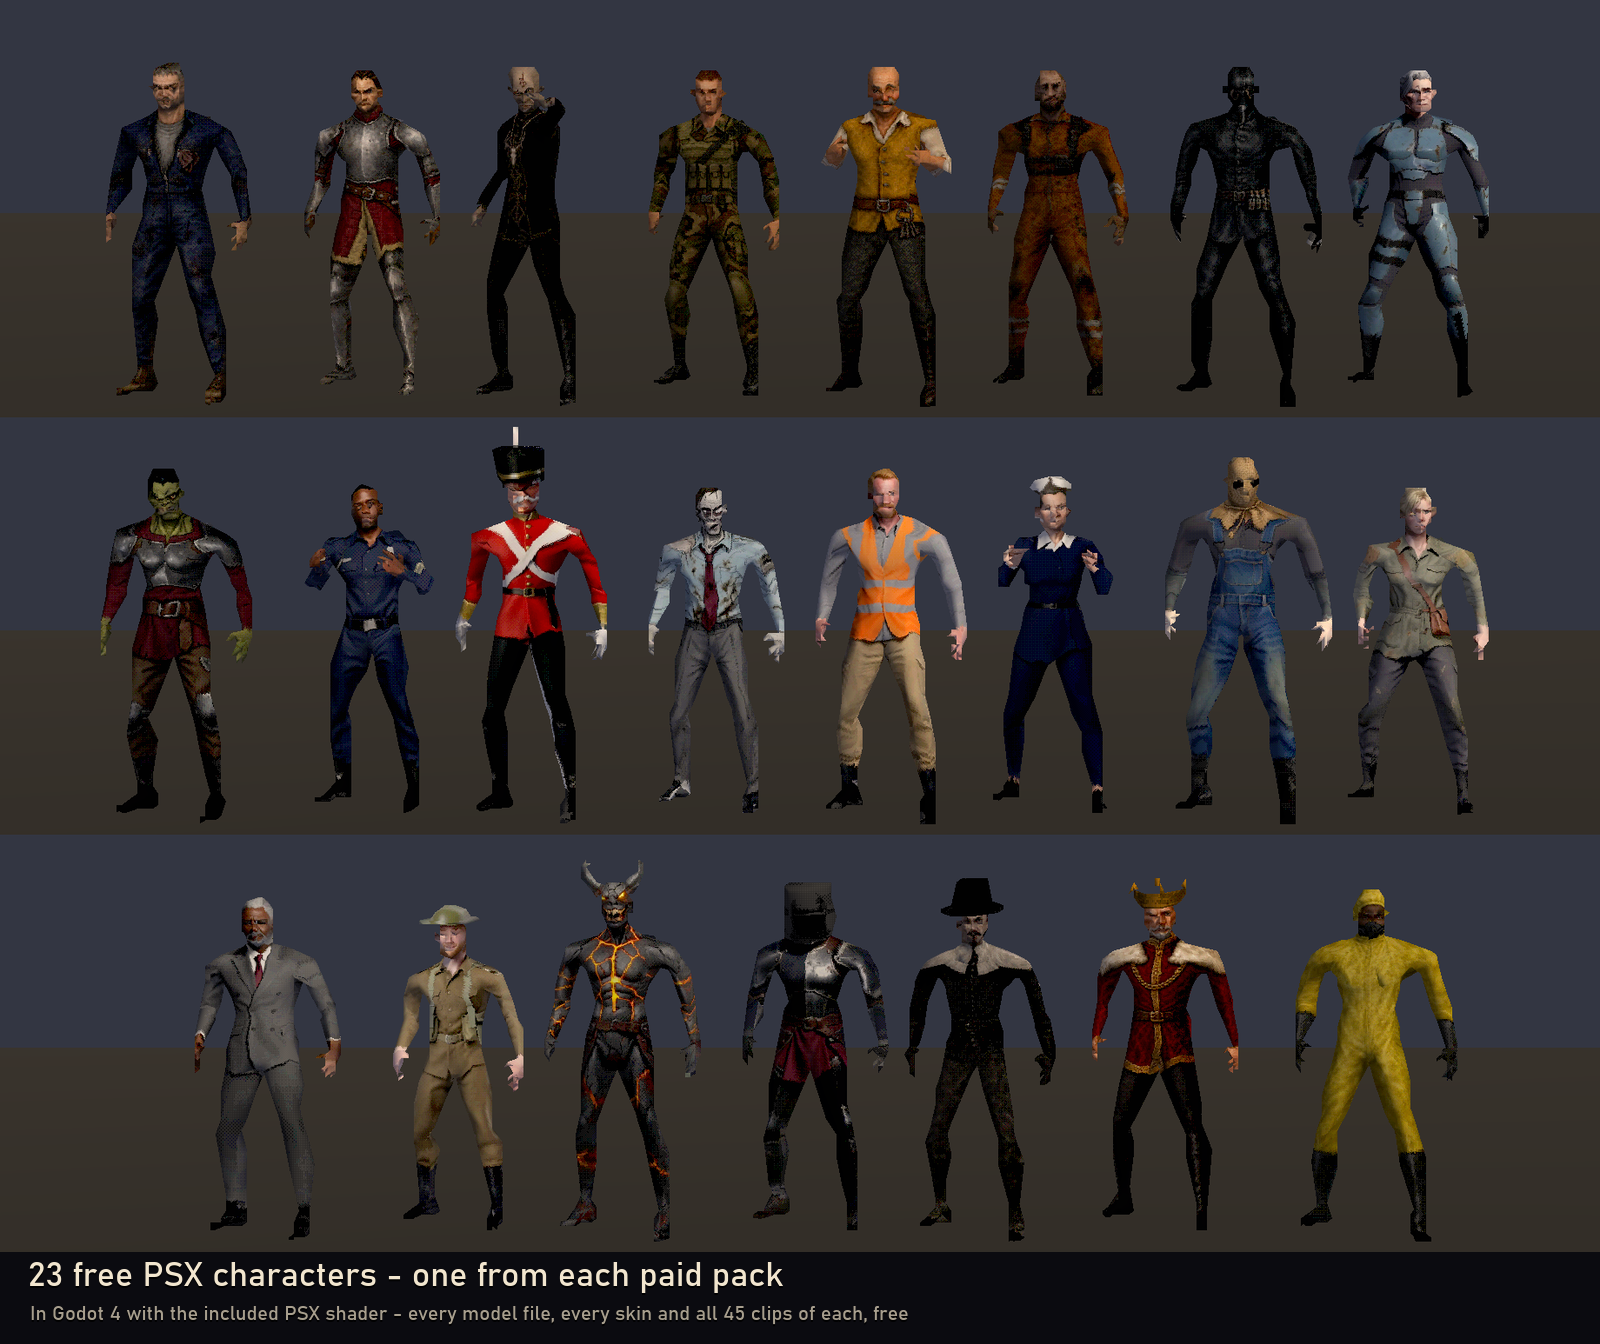 23 free PSX characters - one from each paid pack
In Godot 4 with the included PSX shader - every model file, every skin and all 45 clips of each, free